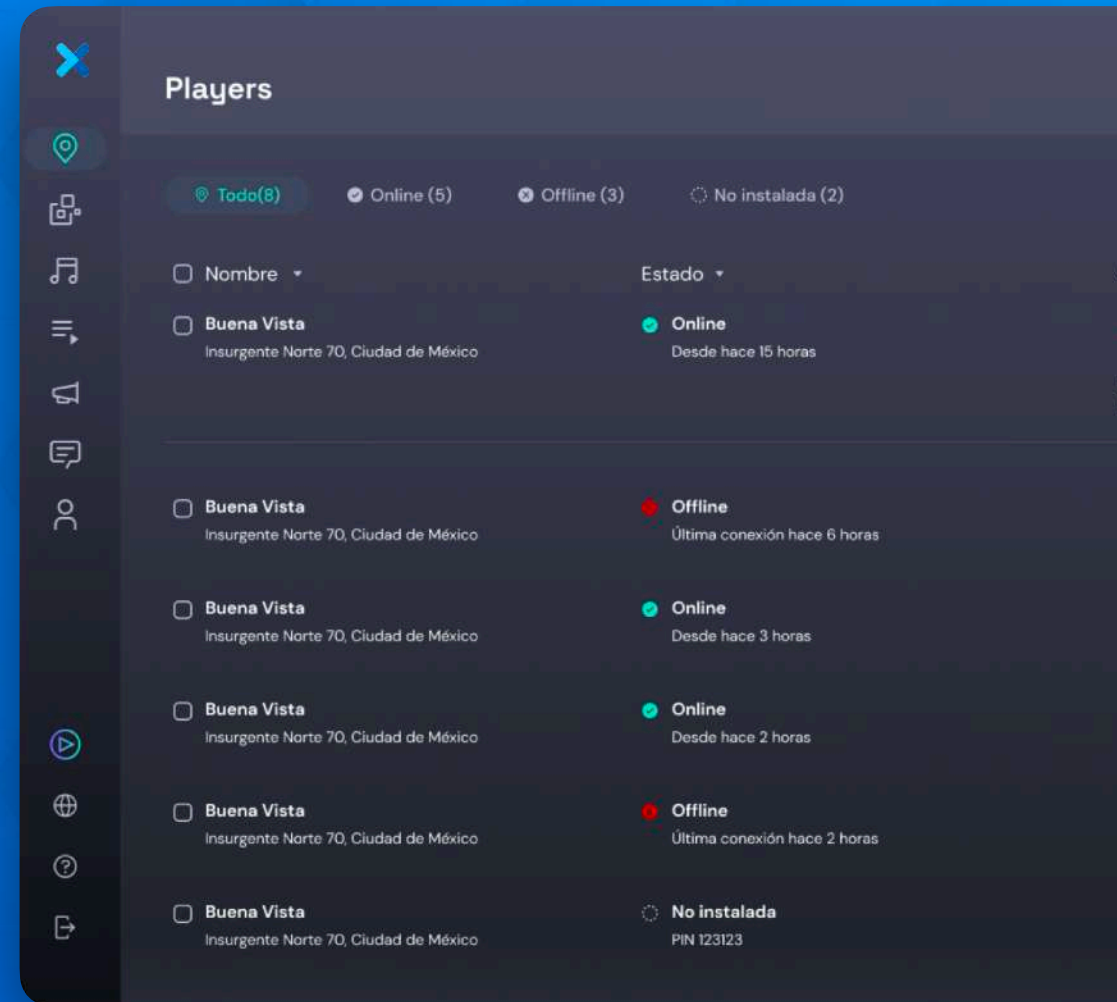 Players
Todo(8) Online (5) Offline (3) No instalada (2)
Nombre Estado
Buena Vista Online
Insurgente Norte 70, Ciudad de México Desde hace 15 horas
Buena Vista Offline
Insurgente Norte 70, Ciudad de México Última conexión hace 6 horas
Buena Vista Online
Insurgente Norte 70, Ciudad de México Desde hace 3 horas
Buena Vista Online
Insurgente Norte 70, Ciudad de México Desde hace 2 horas
Buena Vista Offline
Insurgente Norte 70, Ciudad de México Última conexión hace 2 horas
Buena Vista No instalada
Insurgente Norte 70, Ciudad de México PIN 123123